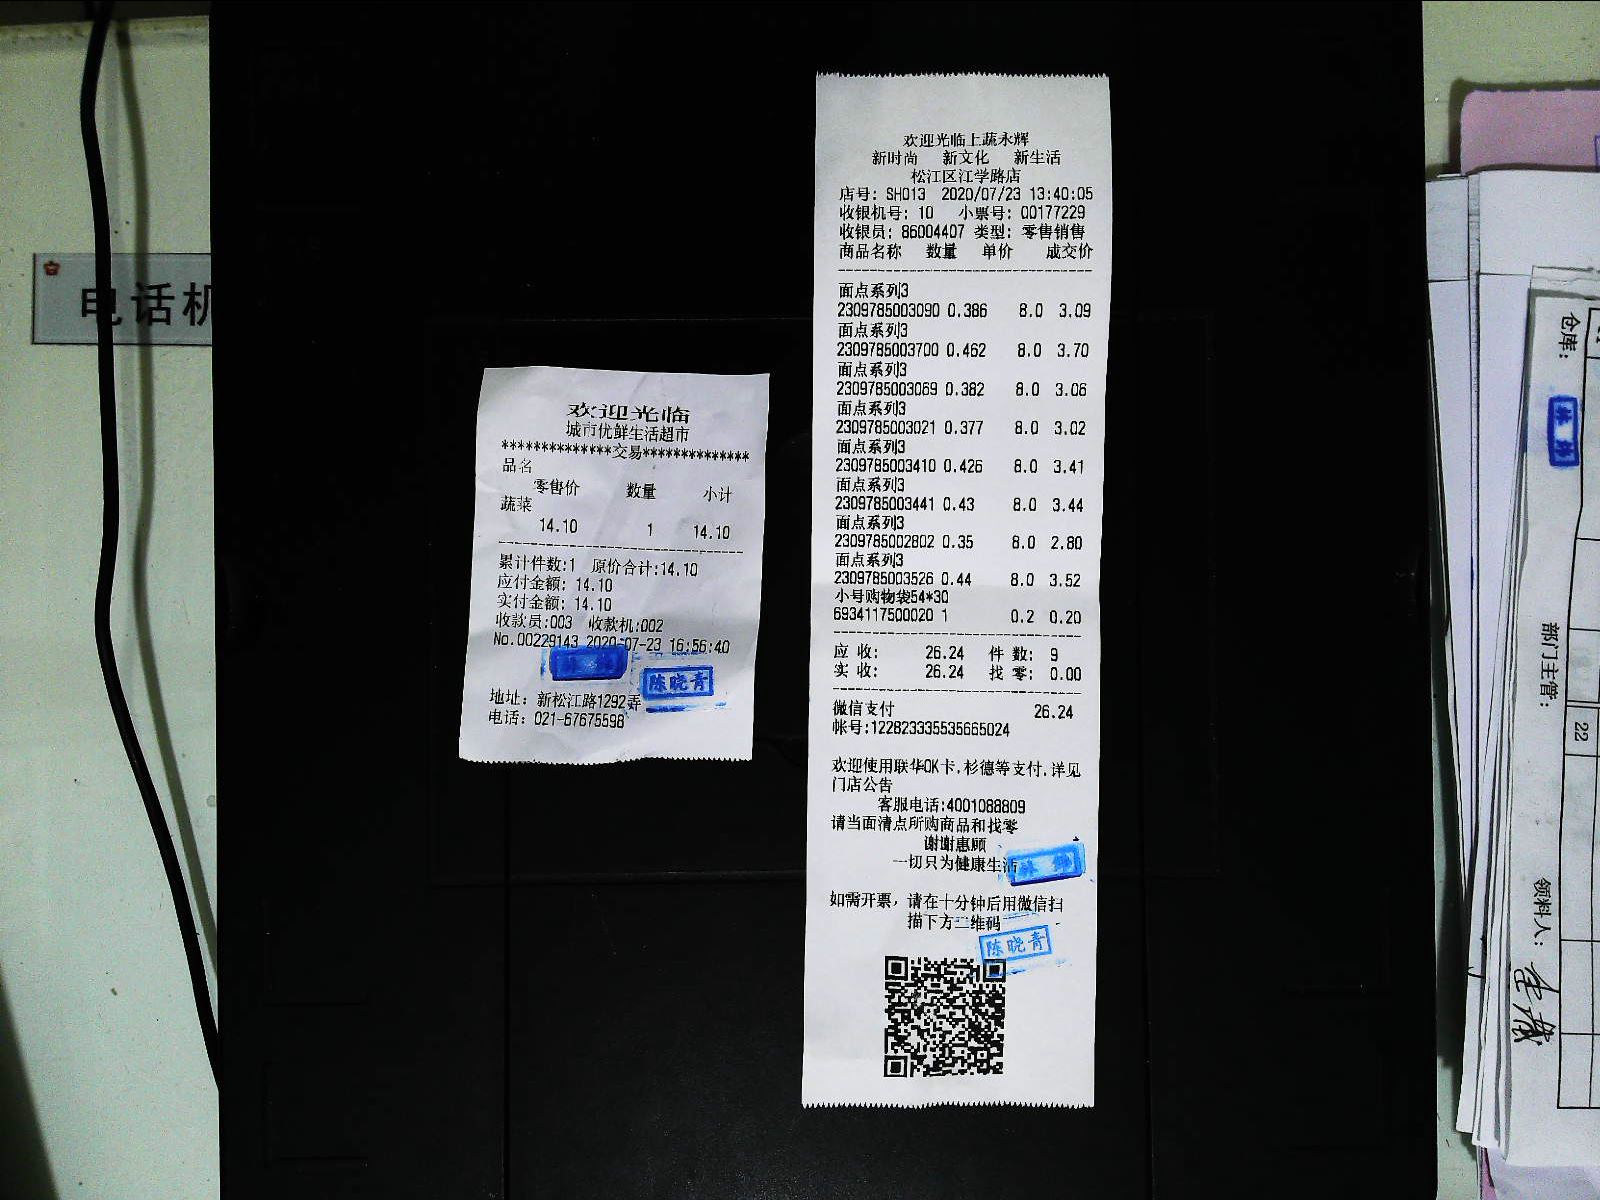 电话机
欢迎光临
城市优鲜生活超市
**************交易**************
品名
零售价 数量 小计
蔬菜
14.10 1 14.10
累计件数:1 原价合计:14.10
应付金额: 14.10
实付金额: 14.10
收款员:003 收款机:002
No.00229143 2020-07-23 16:56:40
陈晓青
地址: 新松江路1292弄
电话: 021-67675598
欢迎光临上蔬永辉
新时尚 新文化 新生活
松江区江学路店
店号: SH013 2020/07/23 13:40:05
收银机号: 10 小票号: 00177229
收银员: 86004407 类型: 零售销售
商品名称 数量 单价 成交价
面点系列3
2309785003090 0.386 8.0 3.09
面点系列3
2309785003700 0.462 8.0 3.70
面点系列3
2309785003069 0.382 8.0 3.06
面点系列3
2309785003021 0.377 8.0 3.02
面点系列3
2309785003410 0.426 8.0 3.41
面点系列3
2309785003441 0.43 8.0 3.44
面点系列3
2309785002802 0.35 8.0 2.80
面点系列3
2309785003526 0.44 8.0 3.52
小号购物袋54*30
6934117500020 1 0.2 0.20
应 收: 26.24 件 数: 9
实 收: 26.24 找 零: 0.00
微信支付 26.24
帐号:122823335535665024
欢迎使用联华OK卡,杉德等支付,详见
门店公告
客服电话:4001088809
请当面清点所购商品和找零
谢谢惠顾
一切只为健康生活
如需开票, 请在十分钟后用微信扫
描下方二维码
陈晓青
仓库:
部门主管:
22
领料人: